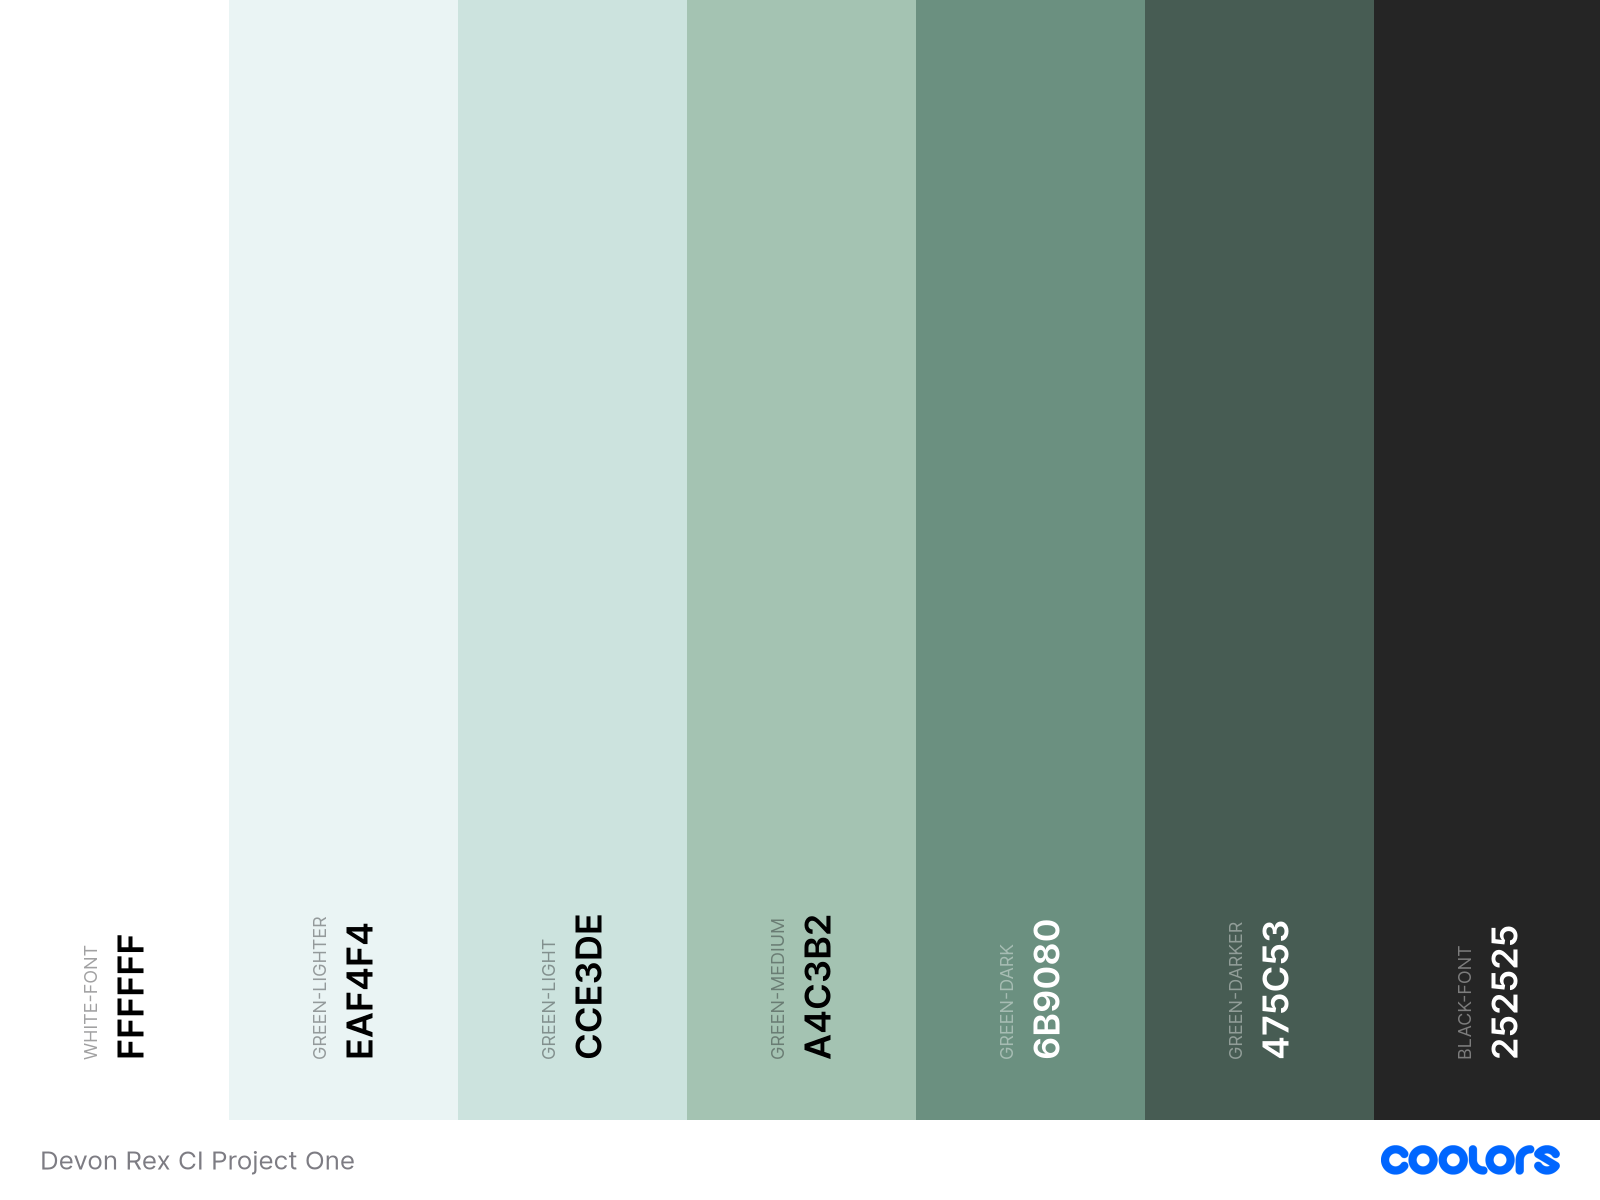 WHITE-FONT
FFFFFF
GREEN-LIGHTER
EAF4F4
GREEN-LIGHT
CCE3DE
GREEN-MEDIUM
A4C3B2
GREEN-DARK
6B9080
GREEN-DARKER
475C53
BLACK-FONT
252525
Devon Rex CI Project One
coolors